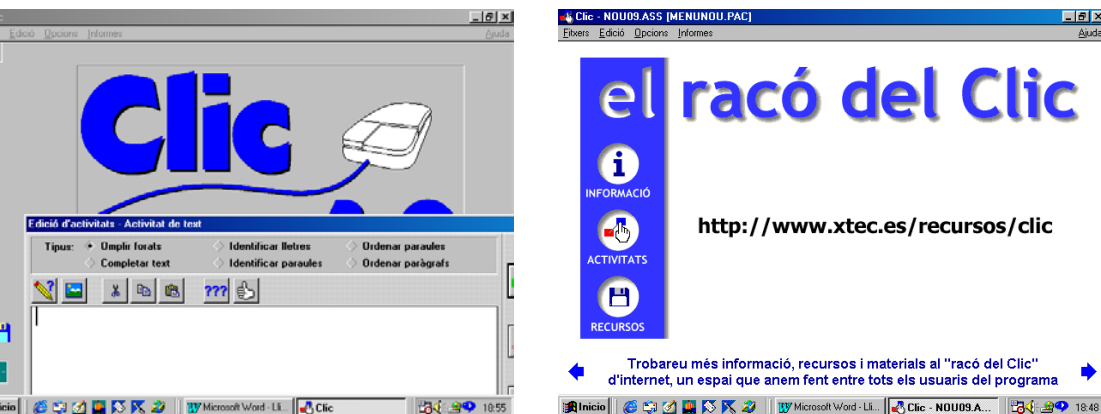 Edició Opcions Informes Ajuda
Clic
Edició d'activitats - Activitat de text
Tipus: Omplir forats Identificar lletres Ordenar paraules
Completar text Identificar paraules Ordenar paràgrafs
???
Microsoft Word - Lli... Clic 18:55
Clic - NOU09.ASS [MENUNOU.PAC]
Fitxers Edició Opcions Informes Ajuda
el racó del Clic
INFORMACIÓ
http://www.xtec.es/recursos/clic
ACTIVITATS
RECURSOS
Trobareu més informació, recursos i materials al "racó del Clic"
d'internet, un espai que anem fent entre tots els usuaris del programa
Inicio Microsoft Word - Lli... Clic - NOU09.A... 18:48